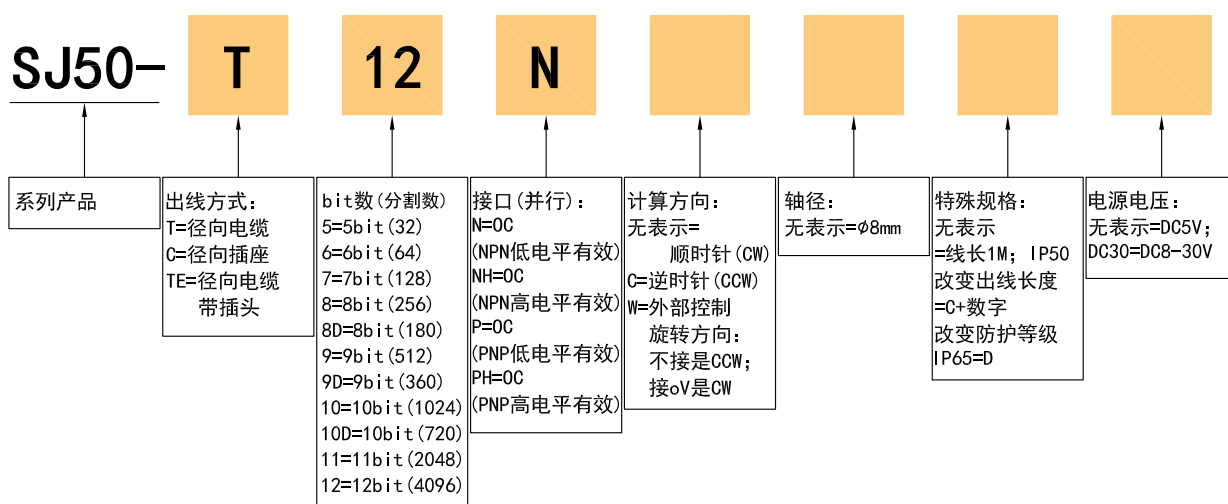 SJ50- T 12 N
系列产品
出线方式:
T=径向电缆
C=径向插座
TE=径向电缆
带插头
bit数(分割数)
5=5bit(32)
6=6bit(64)
7=7bit(128)
8=8bit(256)
8D=8bit(180)
9=9bit(512)
9D=9bit(360)
10=10bit(1024)
10D=10bit(720)
11=11bit(2048)
12=12bit(4096)
接口(并行):
N=OC
(NPN低电平有效)
NH=OC
(NPN高电平有效)
P=OC
(PNP低电平有效)
PH=OC
(PNP高电平有效)
计算方向:
无表示=
顺时针(CW)
C=逆时针(CCW)
W=外部控制
旋转方向:
不接是CCW;
接oV是CW
轴径:
无表示=φ8mm
特殊规格:
无表示
=线长1M; IP50
改变出线长度
=C+数字
改变防护等级
IP65=D
电源电压:
无表示=DC5V;
DC30=DC8-30V